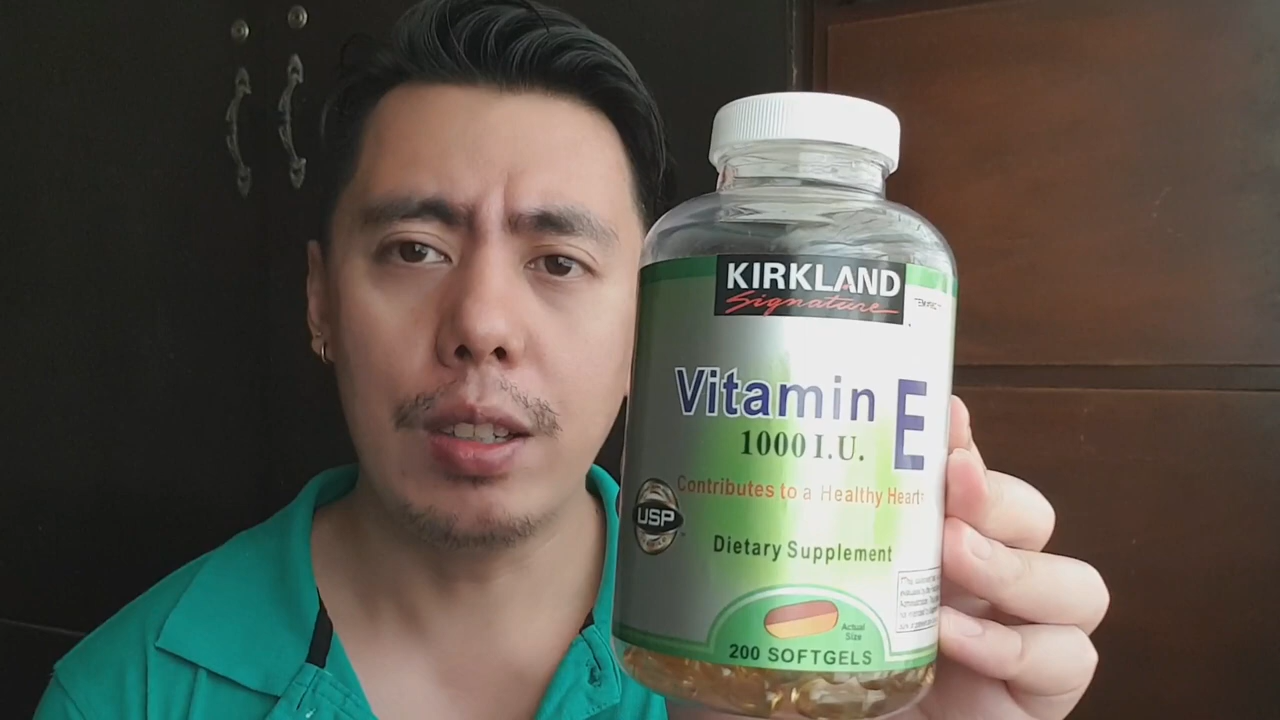 KIRKLAND
Signature
Vitamin E
1000 I.U.
Contributes to a Healthy Heart
USP
Dietary Supplement
Actual
Size
200 SOFTGELS